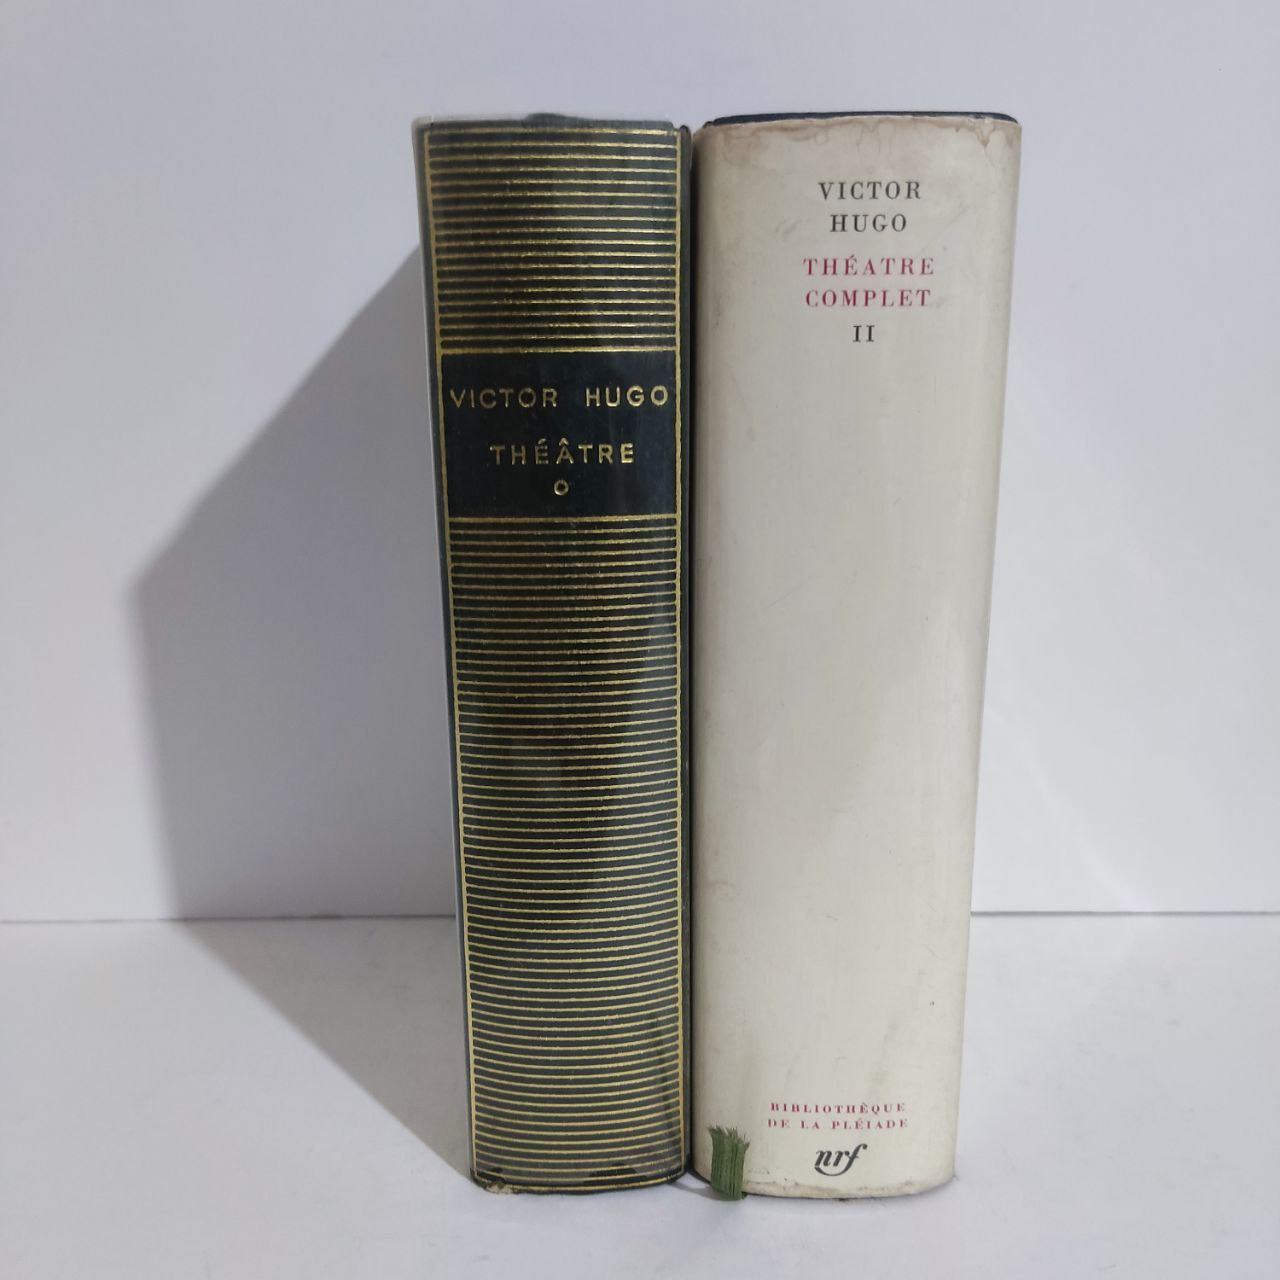 VICTOR HUGO
THÉÂTRE
VICTOR
HUGO
THÉATRE
COMPLET
II
BIBLIOTHÈQUE
DE LA PLÉIADE
nrf